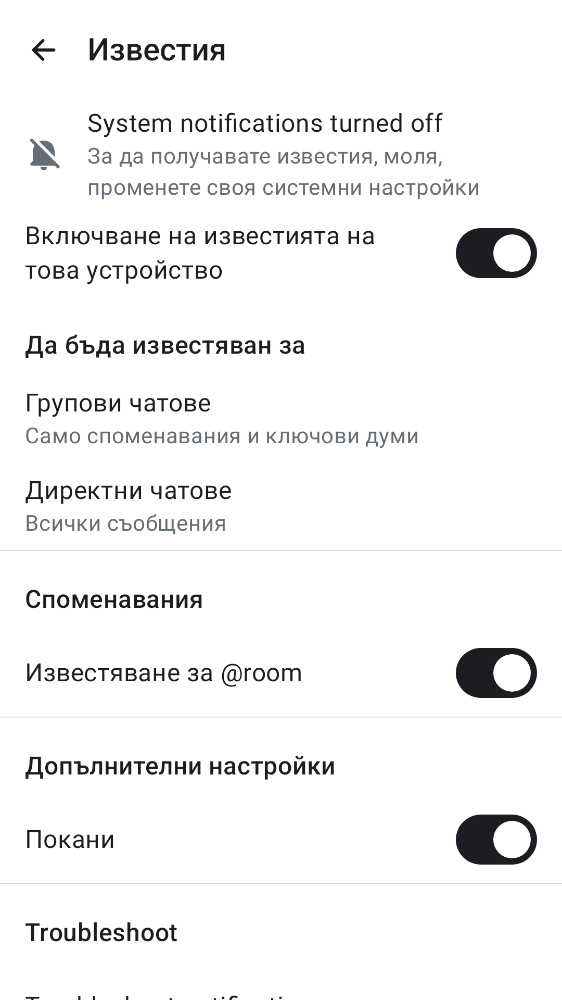 Известия
System notifications turned off
За да получавате известия, моля,
променете своя системни настройки
Включване на известията на
това устройство
Да бъда известяван за
Групови чатове
Само споменавания и ключови думи
Директни чатове
Всички съобщения
Споменавания
Известяване за @room
Допълнителни настройки
Покани
Troubleshoot